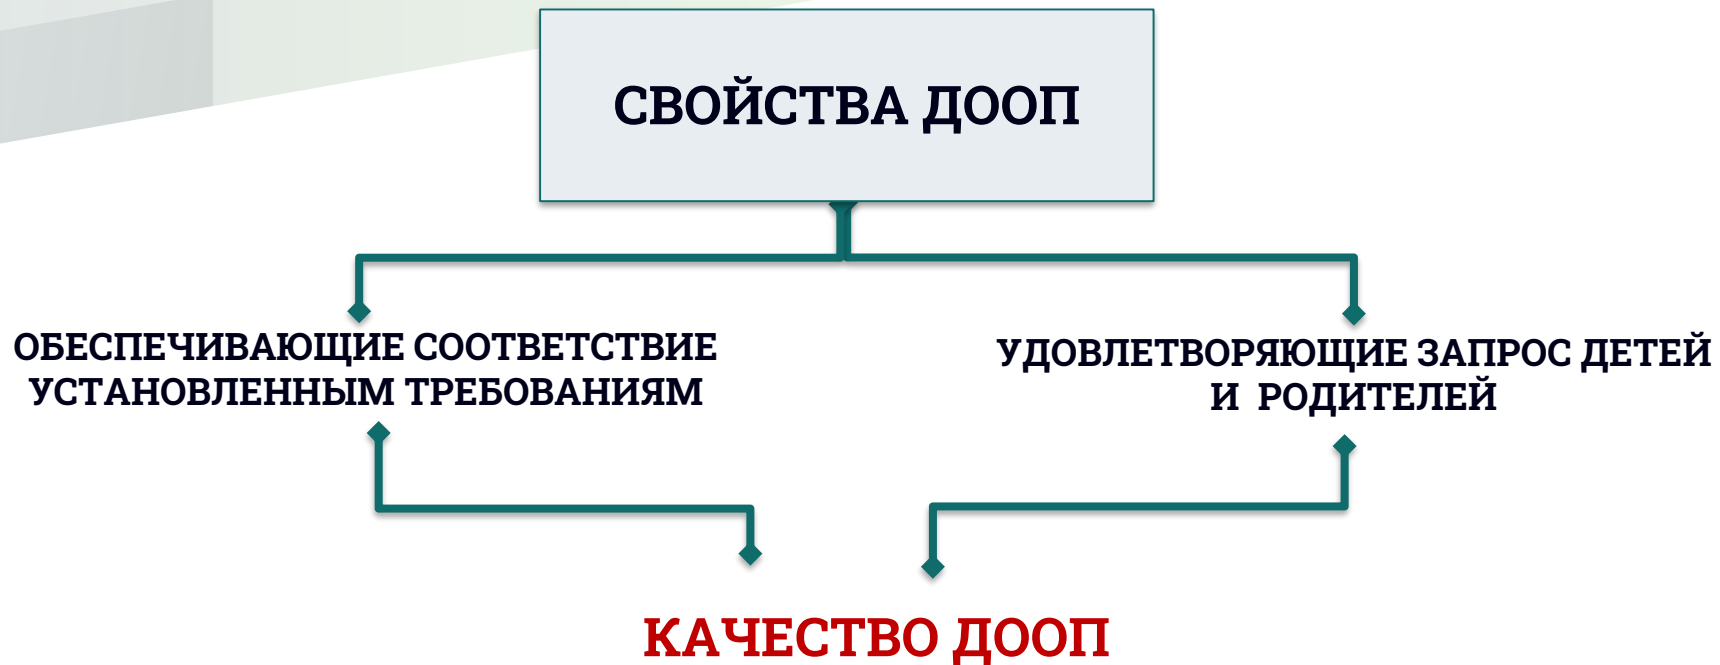 СВОЙСТВА ДООП
ОБЕСПЕЧИВАЮЩИЕ СООТВЕТСТВИЕ
УСТАНОВЛЕННЫМ ТРЕБОВАНИЯМ
УДОВЛЕТВОРЯЮЩИЕ ЗАПРОС ДЕТЕЙ
И РОДИТЕЛЕЙ
КАЧЕСТВО ДООП